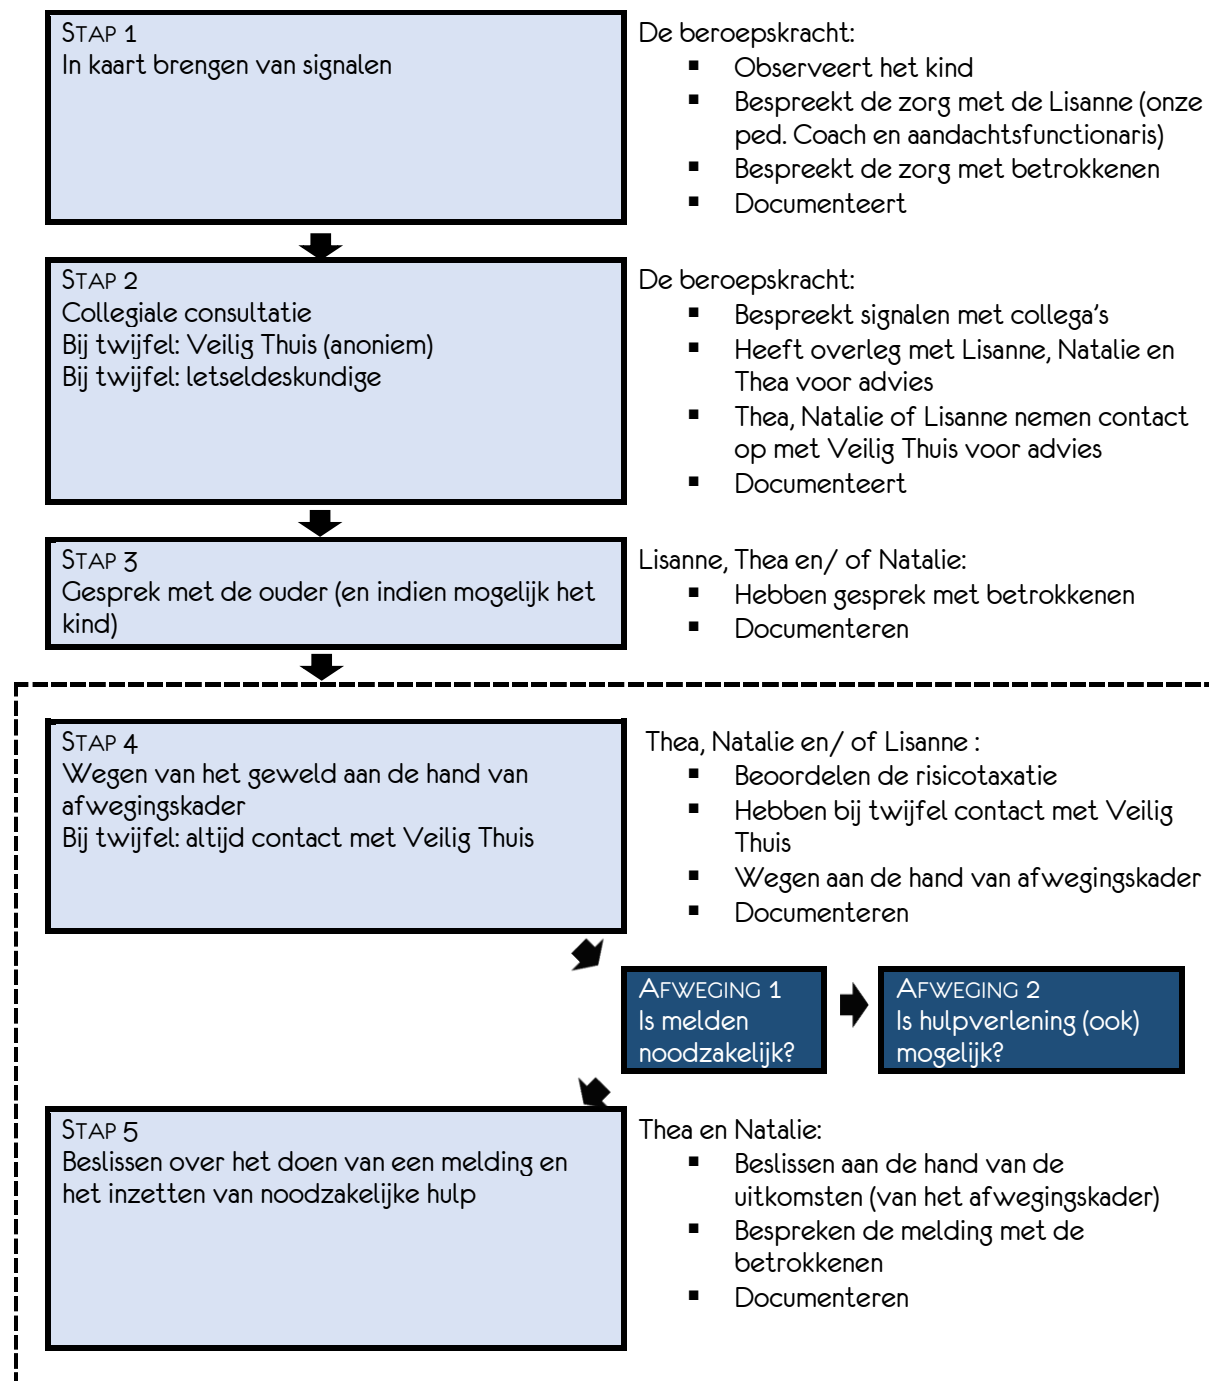 STAP 1
In kaart brengen van signalen
De beroepskracht:
▪ Observeert het kind
▪ Bespreekt de zorg met de Lisanne (onze
ped. Coach en aandachtsfunctionaris)
▪ Bespreekt de zorg met betrokkenen
▪ Documenteert
STAP 2
Collegiale consultatie
Bij twijfel: Veilig Thuis (anoniem)
Bij twijfel: letseldeskundige
De beroepskracht:
▪ Bespreekt signalen met collega's
▪ Heeft overleg met Lisanne, Natalie en
Thea voor advies
▪ Thea, Natalie of Lisanne nemen contact
op met Veilig Thuis voor advies
▪ Documenteert
STAP 3
Gesprek met de ouder (en indien mogelijk het
kind)
Lisanne, Thea en/ of Natalie:
▪ Hebben gesprek met betrokkenen
▪ Documenteren
STAP 4
Wegen van het geweld aan de hand van
afwegingskader
Bij twijfel: altijd contact met Veilig Thuis
Thea, Natalie en/ of Lisanne :
▪ Beoordelen de risicotaxatie
▪ Hebben bij twijfel contact met Veilig
Thuis
▪ Wegen aan de hand van afwegingskader
▪ Documenteren
AFWEGING 1
Is melden
noodzakelijk?
AFWEGING 2
Is hulpverlening (ook)
mogelijk?
STAP 5
Beslissen over het doen van een melding en
het inzetten van noodzakelijke hulp
Thea en Natalie:
▪ Beslissen aan de hand van de
uitkomsten (van het afwegingskader)
▪ Bespreken de melding met de
betrokkenen
▪ Documenteren